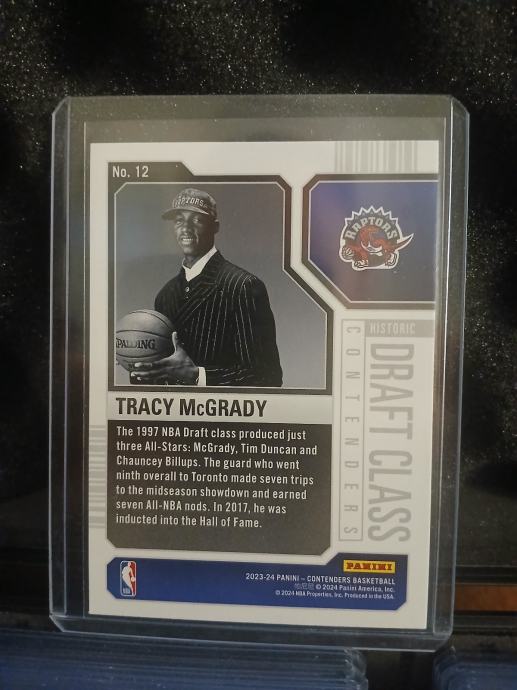 No. 12
RAPTORS
RAPTORS
SPALDING
HISTORIC
DRAFT CLASS
CONTENDERS
TRACY McGRADY
The 1997 NBA Draft class produced just
three All-Stars: McGrady, Tim Duncan and
Chauncey Billups. The guard who went
ninth overall to Toronto made seven trips
to the midseason showdown and earned
seven All-NBA nods. In 2017, he was
inducted into the Hall of Fame.
PANINI
NBA
2023-24 PANINI – CONTENDERS BASKETBALL
© 2024 Panini America, Inc.
© 2024 NBA Properties, Inc. Produced in the USA.